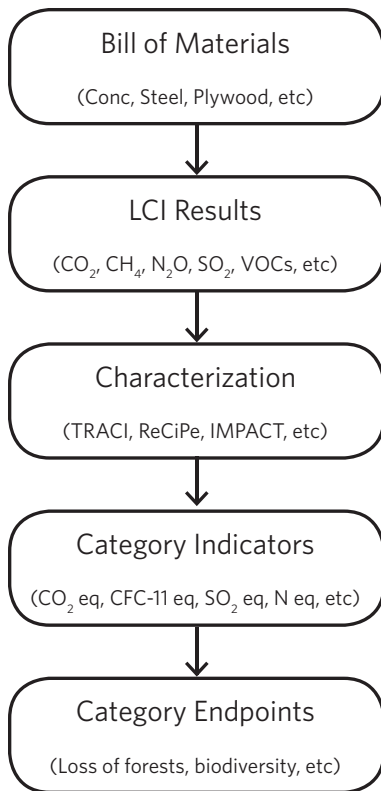 Bill of Materials
(Conc, Steel, Plywood, etc)
LCI Results
(CO₂, CH₄, N₂O, SO₂, VOCs, etc)
Characterization
(TRACI, ReCiPe, IMPACT, etc)
Category Indicators
(CO₂ eq, CFC-11 eq, SO₂ eq, N eq, etc)
Category Endpoints
(Loss of forests, biodiversity, etc)